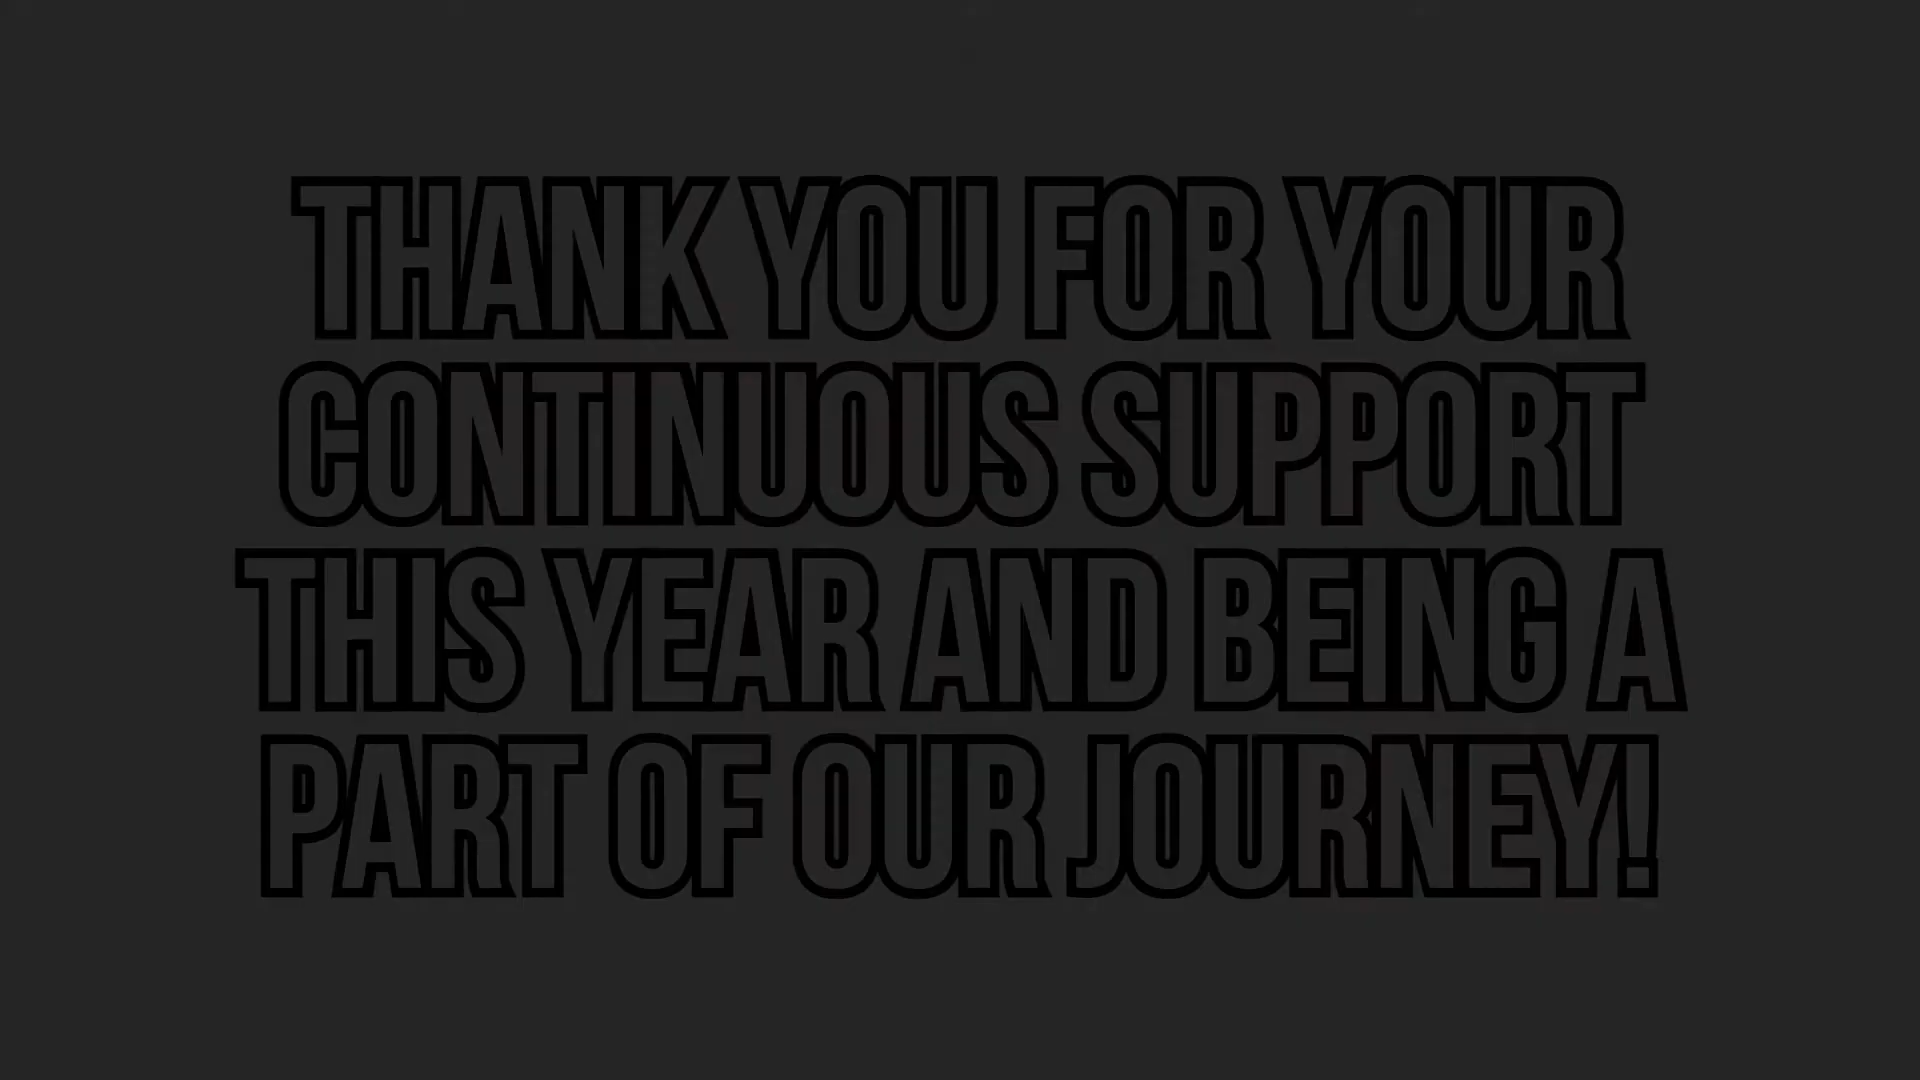 THANK YOU FOR YOUR
CONTINUOUS SUPPORT
THIS YEAR AND BEING A
PART OF OUR JOURNEY!